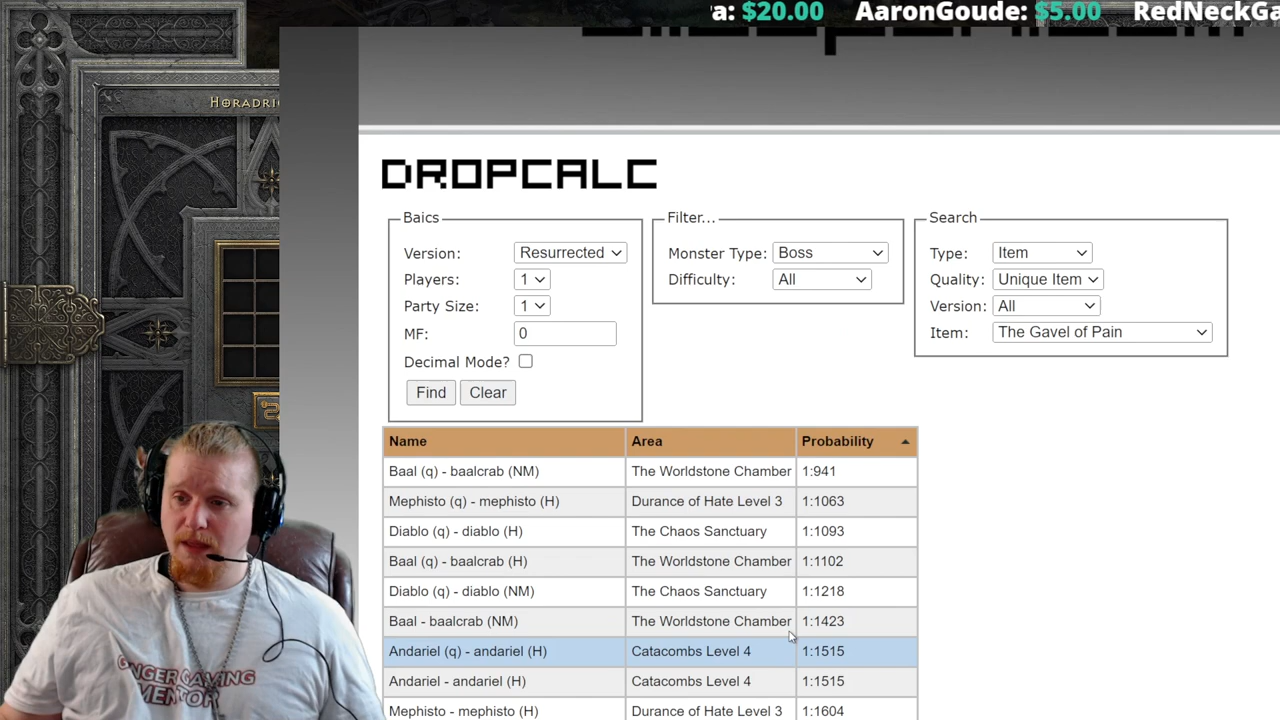 a: $20.00 AaronGoude: $5.00 RedNeckGa
HORADRI
DROPCALC
Baics
Version: Resurrected
Players: 1
Party Size: 1
MF: 0
Decimal Mode?
Find Clear
Filter...
Monster Type: Boss
Difficulty: All
Search
Type: Item
Quality: Unique Item
Version: All
Item: The Gavel of Pain
Name Area Probability
Baal (q) - baalcrab (NM) The Worldstone Chamber 1:941
Mephisto (q) - mephisto (H) Durance of Hate Level 3 1:1063
Diablo (q) - diablo (H) The Chaos Sanctuary 1:1093
Baal (q) - baalcrab (H) The Worldstone Chamber 1:1102
Diablo (q) - diablo (NM) The Chaos Sanctuary 1:1218
Baal - baalcrab (NM) The Worldstone Chamber 1:1423
Andariel (q) - andariel (H) Catacombs Level 4 1:1515
Andariel - andariel (H) Catacombs Level 4 1:1515
Mephisto - mephisto (H) Durance of Hate Level 3 1:1604
GINGER GAMING
MENTOR